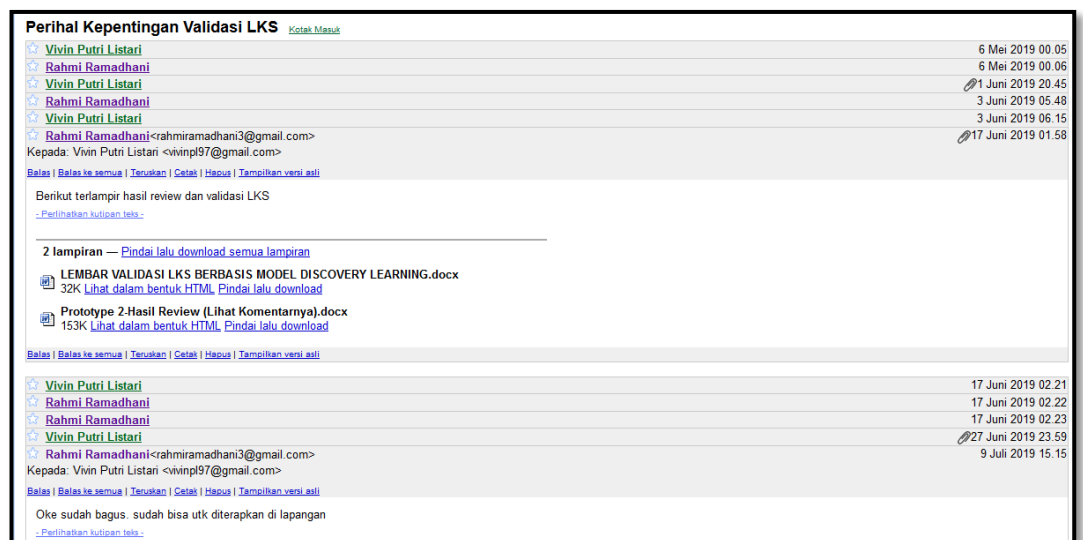 Perihal Kepentingan Validasi LKS Kotak Masuk
Vivin Putri Listari 6 Mei 2019 00.05
Rahmi Ramadhani 6 Mei 2019 00.06
Vivin Putri Listari 1 Juni 2019 20.45
Rahmi Ramadhani 3 Juni 2019 05.48
Vivin Putri Listari 3 Juni 2019 06.15
Rahmi Ramadhani<rahmiramadhani3@gmail.com> 17 Juni 2019 01.58
Kepada: Vivin Putri Listari <vivinpl97@gmail.com>
Balas | Balas ke semua | Teruskan | Cetak | Hapus | Tampilkan versi asli
Berikut terlampir hasil review dan validasi LKS
- Perlihatkan kutipan teks -
2 lampiran — Pindai lalu download semua lampiran
LEMBAR VALIDASI LKS BERBASIS MODEL DISCOVERY LEARNING.docx
32K Lihat dalam bentuk HTML Pindai lalu download
Prototype 2-Hasil Review (Lihat Komentarnya).docx
153K Lihat dalam bentuk HTML Pindai lalu download
Balas | Balas ke semua | Teruskan | Cetak | Hapus | Tampilkan versi asli
Vivin Putri Listari 17 Juni 2019 02.21
Rahmi Ramadhani 17 Juni 2019 02.22
Rahmi Ramadhani 17 Juni 2019 02.23
Vivin Putri Listari 27 Juni 2019 23.59
Rahmi Ramadhani<rahmiramadhani3@gmail.com> 9 Juli 2019 15.15
Kepada: Vivin Putri Listari <vivinpl97@gmail.com>
Balas | Balas ke semua | Teruskan | Cetak | Hapus | Tampilkan versi asli
Oke sudah bagus. sudah bisa utk diterapkan di lapangan
- Perlihatkan kutipan teks -